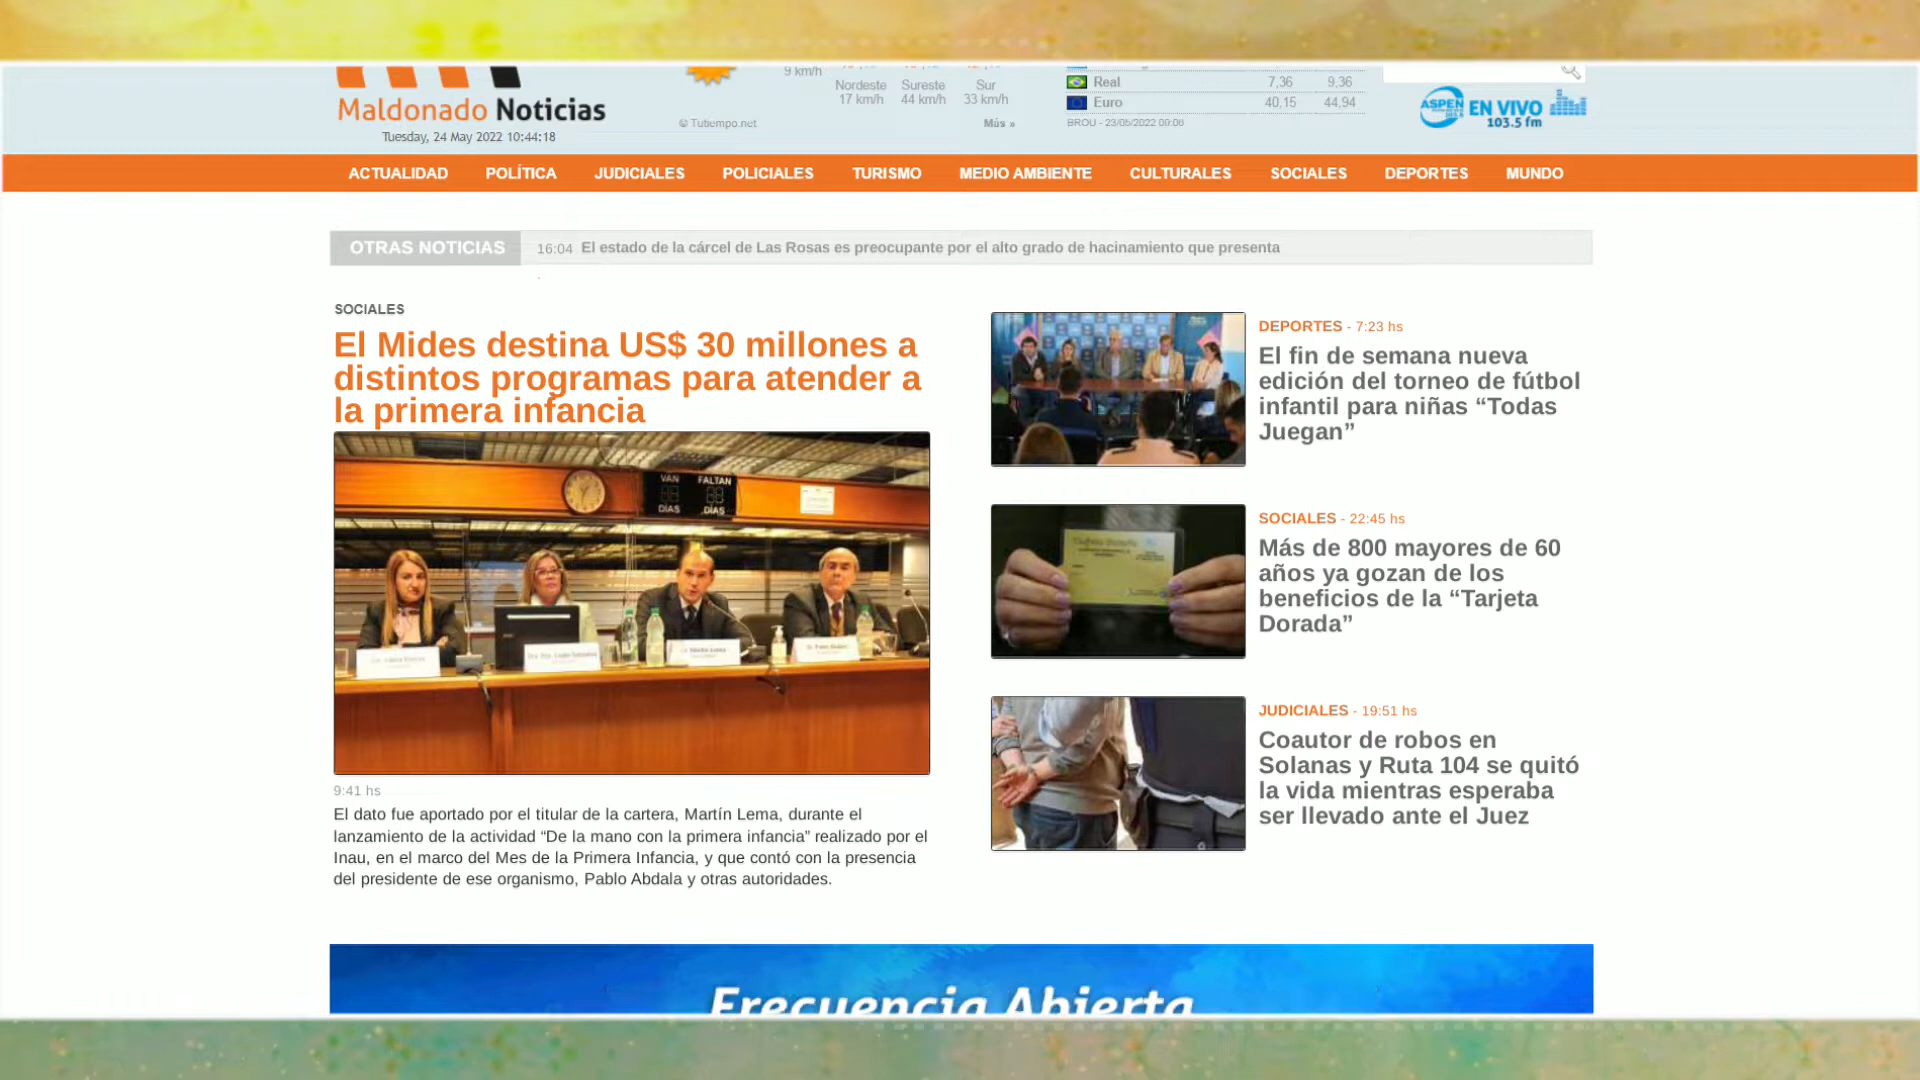 9 km/h
Nordeste
Sureste
Sur
17 km/h
44 km/h
33 km/h
© Tutiempo.net
Más »
Real 7,36 9,36
Euro 40,15 44,94
BROU - 23/05/2022 00:00
ASPEN
EN VIVO
103.5 fm
Maldonado Noticias
Tuesday, 24 May 2022 10:44:18
ACTUALIDAD POLÍTICA JUDICIALES POLICIALES TURISMO MEDIO AMBIENTE CULTURALES SOCIALES DEPORTES MUNDO
OTRAS NOTICIAS
16:04 El estado de la cárcel de Las Rosas es preocupante por el alto grado de hacinamiento que presenta
SOCIALES
El Mides destina US$ 30 millones a
distintos programas para atender a
la primera infancia
VAN FALTAN
DÍAS DÍAS
9:41 hs
El dato fue aportado por el titular de la cartera, Martín Lema, durante el
lanzamiento de la actividad “De la mano con la primera infancia” realizado por el
Inau, en el marco del Mes de la Primera Infancia, y que contó con la presencia
del presidente de ese organismo, Pablo Abdala y otras autoridades.
DEPORTES - 7:23 hs
El fin de semana nueva
edición del torneo de fútbol
infantil para niñas “Todas
Juegan”
SOCIALES - 22:45 hs
Más de 800 mayores de 60
años ya gozan de los
beneficios de la “Tarjeta
Dorada”
JUDICIALES - 19:51 hs
Coautor de robos en
Solanas y Ruta 104 se quitó
la vida mientras esperaba
ser llevado ante el Juez
Frecuencia Abierta